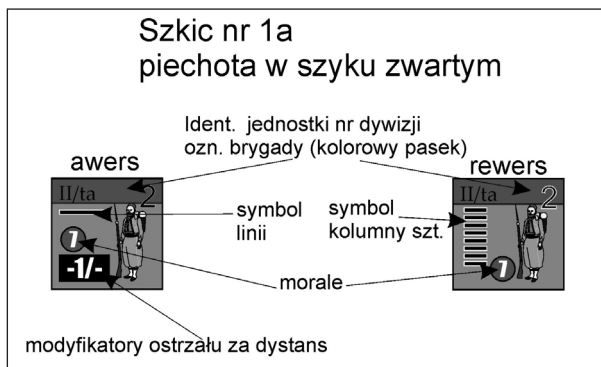 Szkic nr 1a
piechota w szyku zwartym
Ident. jednostki nr dywizji
ozn. brygady (kolorowy pasek)
awers
rewers
II/ta 2
II/ta 2
symbol
linii
symbol
kolumny szt.
7
-1/-
morale
7
modyfikatory ostrzału za dystans